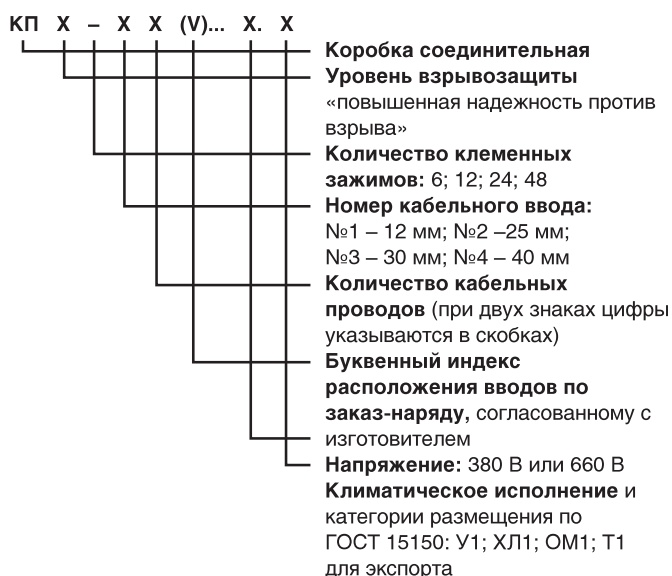 КП Х – Х Х (V)... Х. Х
Коробка соединительная
Уровень взрывозащиты
«повышенная надежность против
взрыва»
Количество клеменных
зажимов: 6; 12; 24; 48
Номер кабельного ввода:
№1 – 12 мм; №2 –25 мм;
№3 – 30 мм; №4 – 40 мм
Количество кабельных
проводов (при двух знаках цифры
указываются в скобках)
Буквенный индекс
расположения вводов по
заказ-наряду, согласованному с
изготовителем
Напряжение: 380 В или 660 В
Климатическое исполнение и
категории размещения по
ГОСТ 15150: У1; ХЛ1; ОМ1; Т1
для экспорта